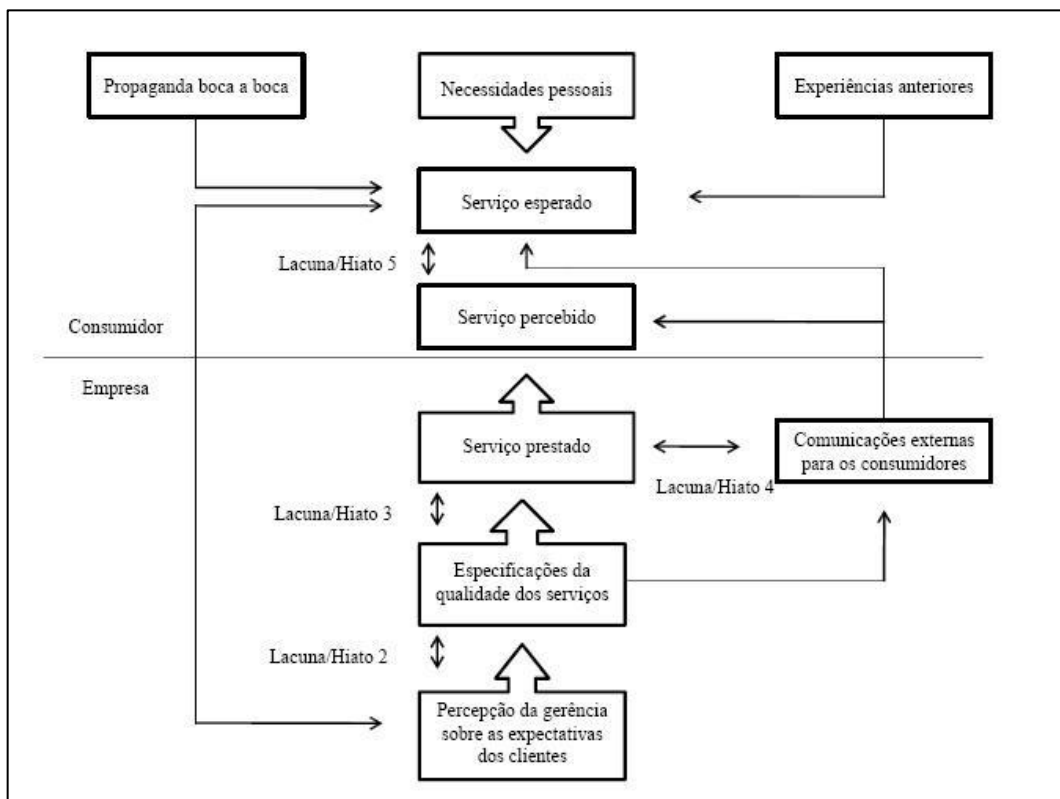 Propaganda boca a boca
Necessidades pessoais
Experiências anteriores
Serviço esperado
Lacuna/Hiato 5
Serviço percebido
Consumidor
Empresa
Serviço prestado
Comunicações externas
para os consumidores
Lacuna/Hiato 4
Lacuna/Hiato 3
Especificações da
qualidade dos serviços
Lacuna/Hiato 2
Percepção da gerência
sobre as expectativas
dos clientes